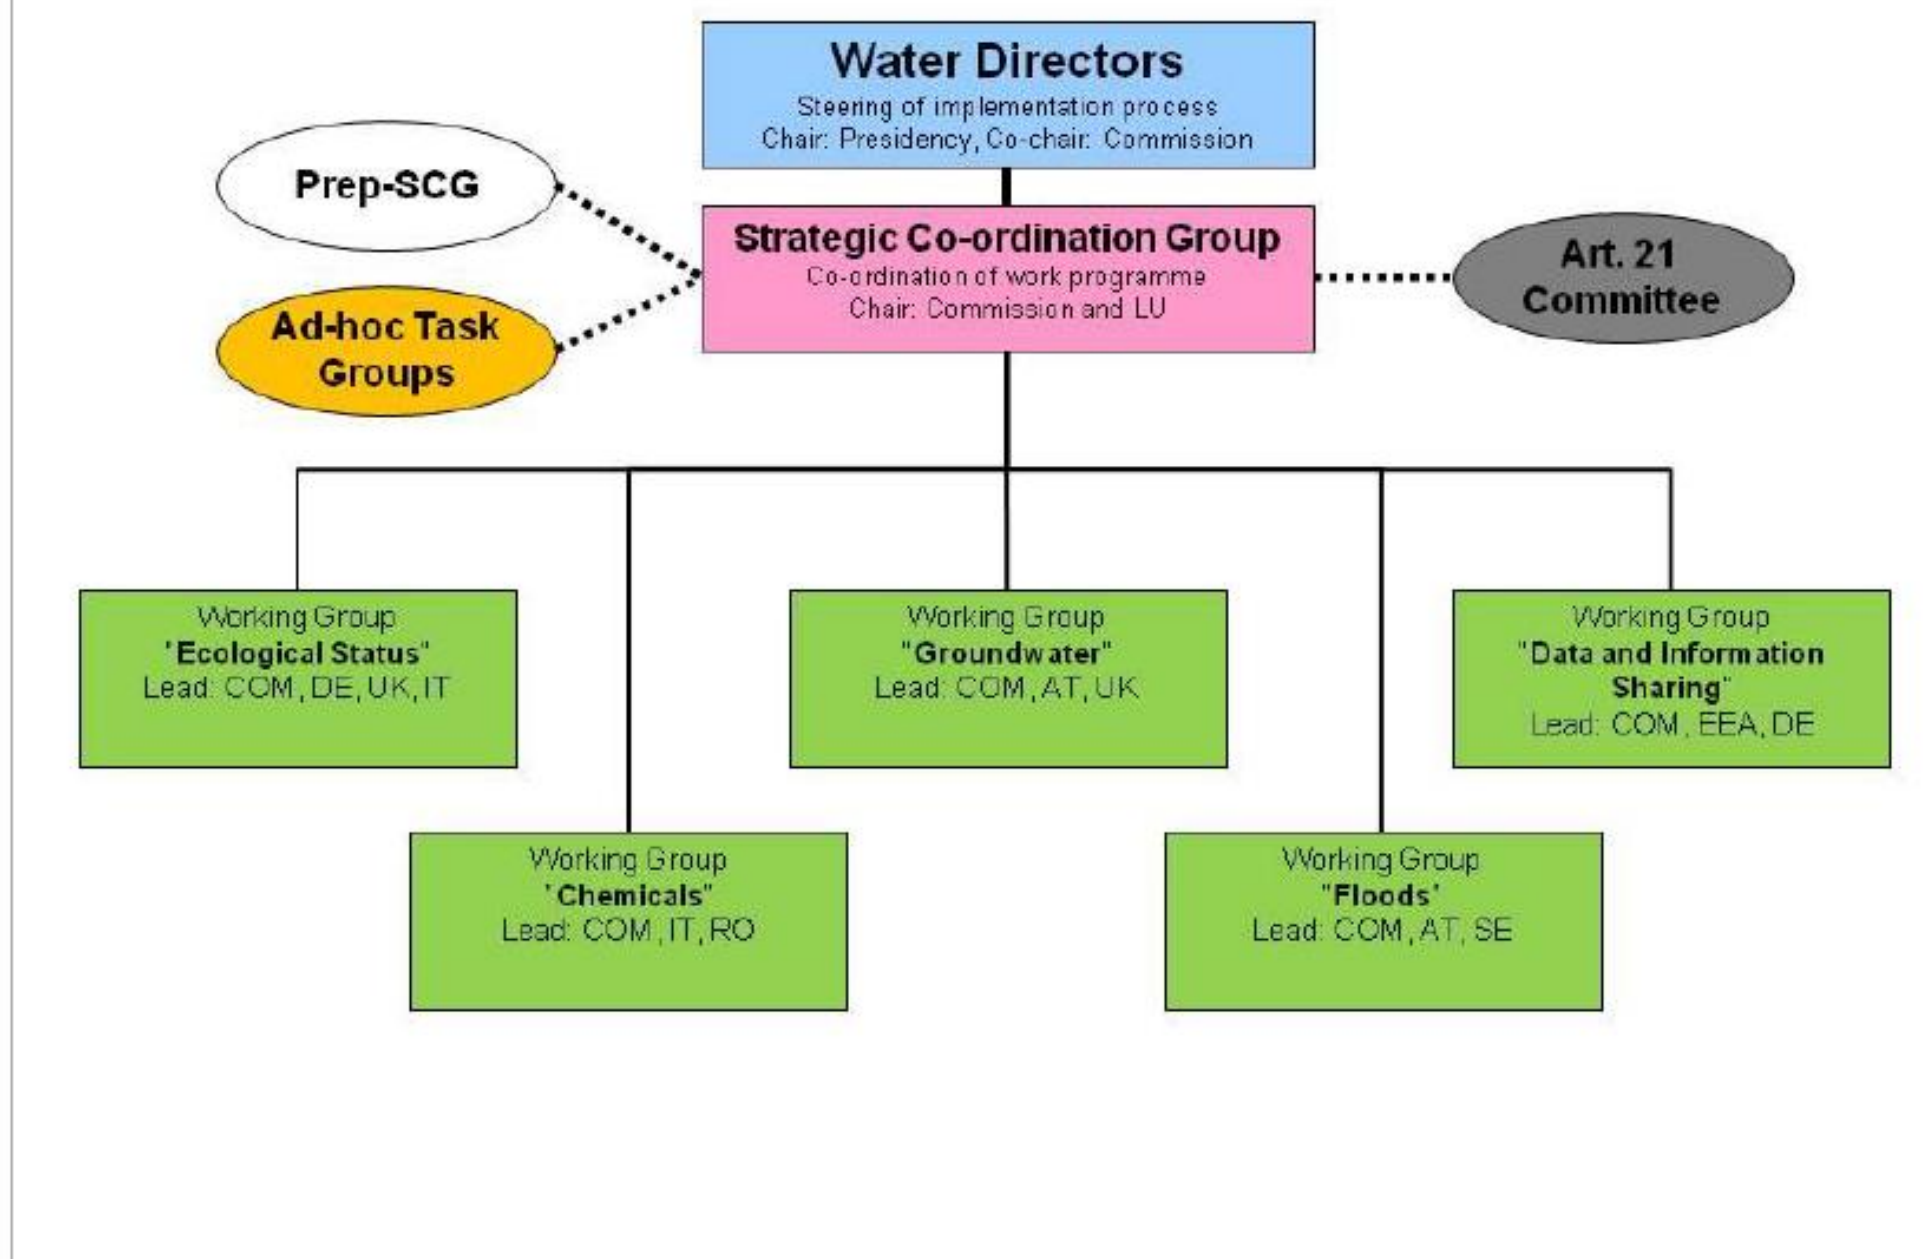 Water Directors
Steering of implementation process
Chair: Presidency, Co-chair: Commission
Prep-SCG
Ad-hoc Task
Groups
Strategic Co-ordination Group
Co-ordination of work programme
Chair: Commission and LU
Art. 21
Committee
Working Group
"Ecological Status"
Lead: COM, DE, UK, IT
Working Group
"Groundwater"
Lead: COM, AT, UK
Working Group
"Data and Information
Sharing"
Lead: COM, EEA, DE
Working Group
"Chemicals"
Lead: COM, IT, RO
Working Group
"Floods"
Lead: COM, AT, SE